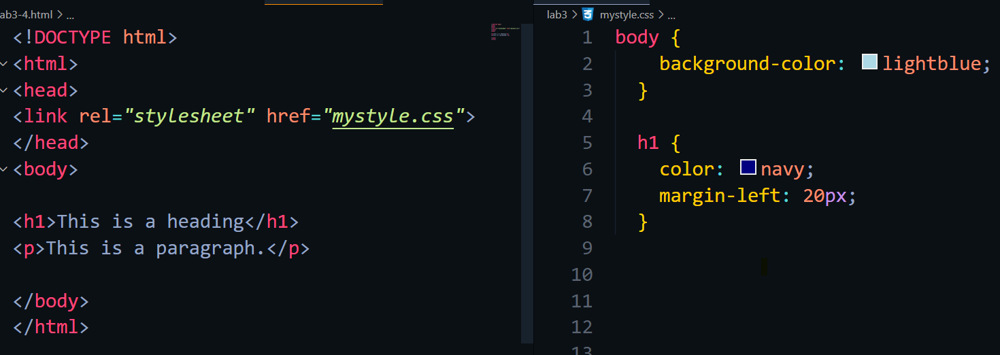 ab3-4.html > ...
<!DOCTYPE html>
<html>
<head>
<link rel="stylesheet" href="mystyle.css">
</head>
<body>
<h1>This is a heading</h1>
<p>This is a paragraph.</p>
</body>
</html>
lab3 > mystyle.css > ...
1 body {
2 background-color: lightblue;
3 }
4
5 h1 {
6 color: navy;
7 margin-left: 20px;
8 }
9
10
11
12
13